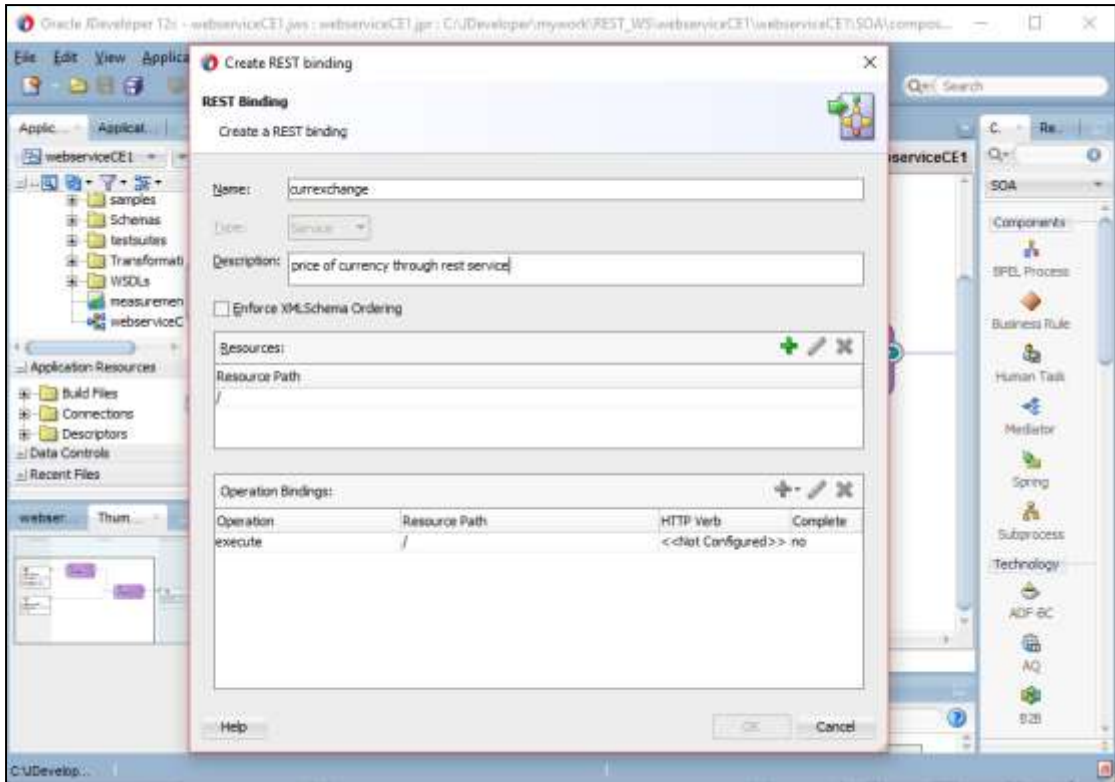 Oracle JDeveloper 12c - webserviceCE1.jws : webserviceCE1.jpr : C:\JDeveloper\mywork\REST_WS\webserviceCE1\webserviceCE1\SOA\compos...
File Edit View Applica
Search
Create REST binding
REST Binding
Create a REST binding
Name: currexchange
Type: Service
Description: price of currency through rest service
Enforce XMLSchema Ordering
Resources:
Resource Path
/
Operation Bindings:
Operation Resource Path HTTP Verb Complete
execute / <<Not Configured>> no
Help OK Cancel
Applic... Applicat...
webserviceCE1
samples
Schemas
testsuites
Transformati
WSDLs
measuremen
webserviceC
Application Resources
Build Files
Connections
Descriptors
Data Controls
Recent Files
webser... Thum...
serviceCE1
C... Re...
SOA
Components
BPEL Process
Business Rule
Human Task
Mediator
Spring
Subprocess
Technology
ADF-BC
AQ
B2B
C:\JDevelop...